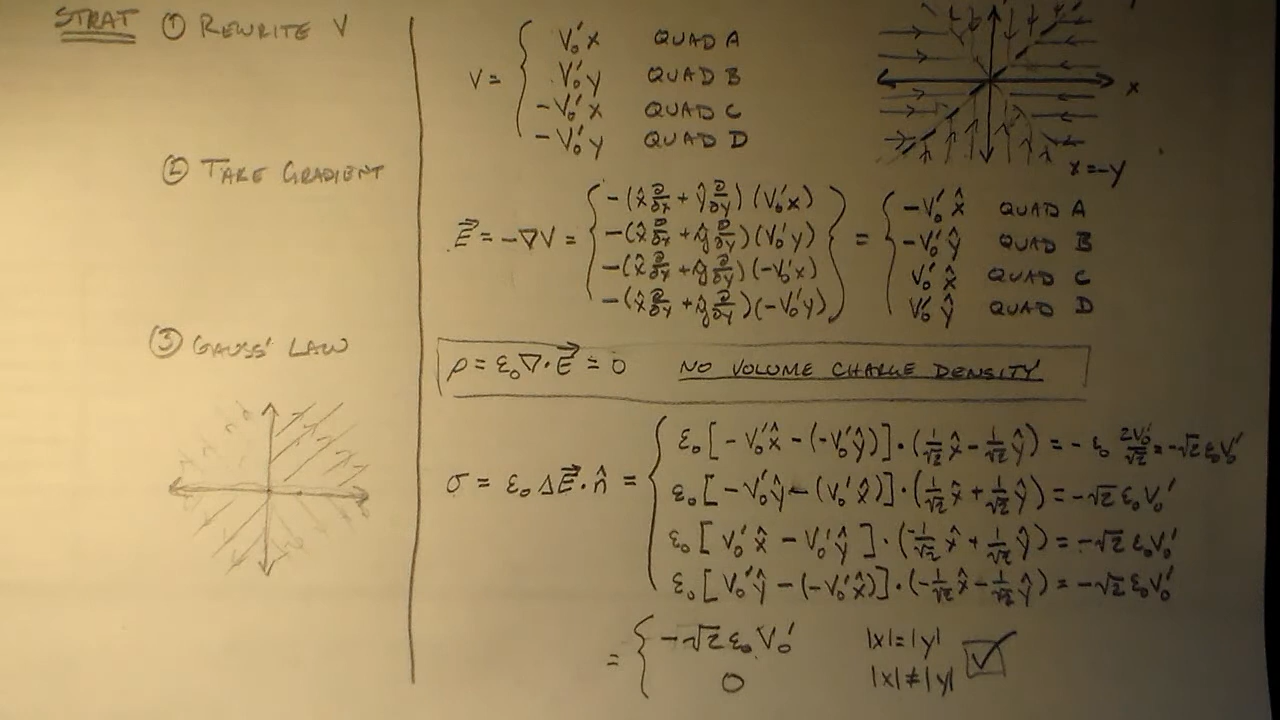 STRAT ① REWRITE V
V = { V₀'x QUAD A
V₀'y QUAD B
-V₀'x QUAD C
-V₀'y QUAD D
x
x=-y
② TAKE GRADIENT
E⃗ = -∇V = { -(x̂ ∂/∂x + ŷ ∂/∂y)(V₀'x) } = { -V₀' x̂ QUAD A
-(x̂ ∂/∂x + ŷ ∂/∂y)(V₀'y) -V₀' ŷ QUAD B
-(x̂ ∂/∂x + ŷ ∂/∂y)(-V₀'x) V₀' x̂ QUAD C
-(x̂ ∂/∂x + ŷ ∂/∂y)(-V₀'y) V₀' ŷ QUAD D
③ GAUSS' LAW
ρ = ε₀∇·E⃗ = 0 NO VOLUME CHARGE DENSITY
σ = ε₀ ΔE⃗·n̂ = { ε₀[-V₀'x̂ - (-V₀'ŷ)]·(1/√2 x̂ - 1/√2 ŷ) = -ε₀ 2V₀'/√2 = -√2 ε₀V₀'
ε₀[-V₀'ŷ - (V₀'x̂)]·(1/√2 x̂ + 1/√2 ŷ) = -√2 ε₀V₀'
ε₀[V₀'x̂ - V₀'ŷ]·(-1/√2 x̂ + 1/√2 ŷ) = -√2 ε₀V₀'
ε₀[V₀'ŷ - (-V₀'x̂)]·(-1/√2 x̂ - 1/√2 ŷ) = -√2 ε₀V₀'
= { -√2 ε₀V₀' |x|=|y| ✓
0 |x|≠|y|